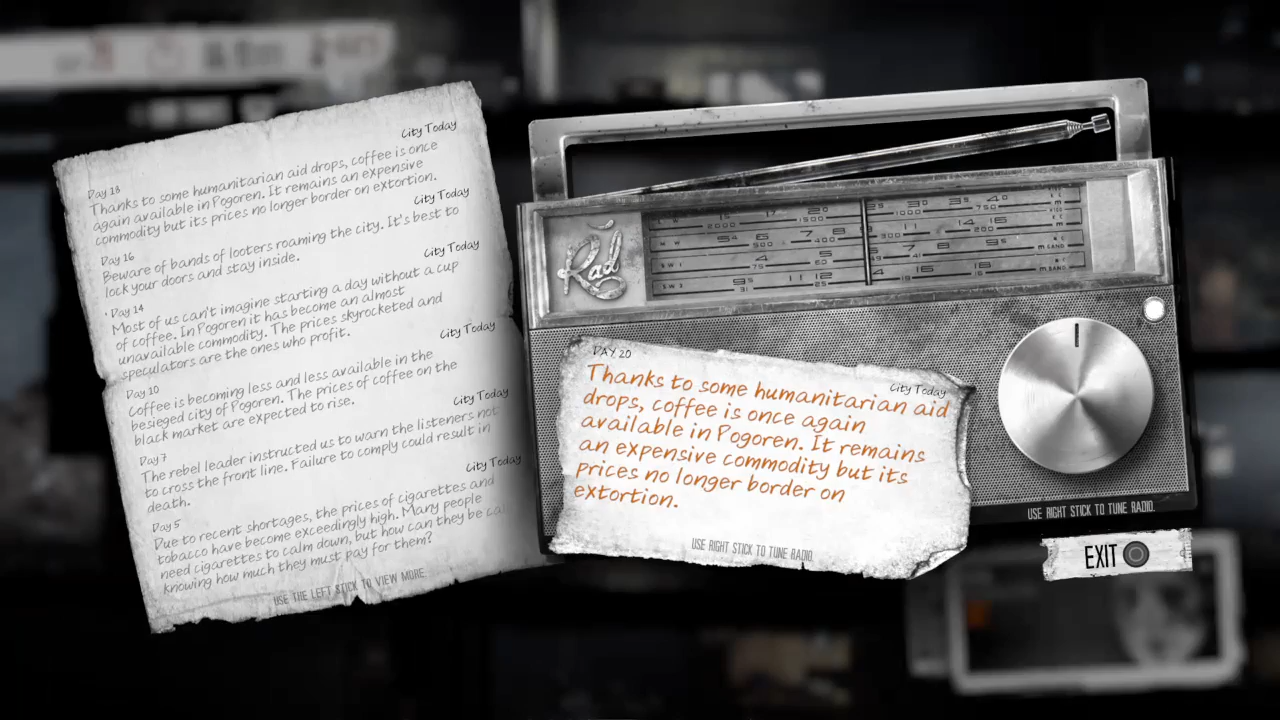 City Today
Day 18
Thanks to some humanitarian aid drops, coffee is once
again available in Pogoren. It remains an expensive
commodity but its prices no longer border on extortion.
City Today
Day 16
Beware of bands of looters roaming the city. It's best to
lock your doors and stay inside.
City Today
Day 14
Most of us can't imagine starting a day without a cup
of coffee. In Pogoren it has become an almost
unavailable commodity. The prices skyrocketed and
speculators are the ones who profit.
City Today
Day 10
Coffee is becoming less and less available in the
besieged city of Pogoren. The prices of coffee on the
black market are expected to rise.
City Today
Day 7
The rebel leader instructed us to warn the listeners not
to cross the front line. Failure to comply could result in
death.
City Today
Day 5
Due to recent shortages, the prices of cigarettes and
tobacco have become exceedingly high. Many people
need cigarettes to calm down, but how can they be
knowing how much they must pay for them?
USE THE LEFT STICK TO VIEW MORE.
Rad
DAY 20
City Today
Thanks to some humanitarian aid
drops, coffee is once again
available in Pogoren. It remains
an expensive commodity but its
prices no longer border on
extortion.
USE RIGHT STICK TO TUNE RADIO.
USE RIGHT STICK TO TUNE RADIO.
EXIT